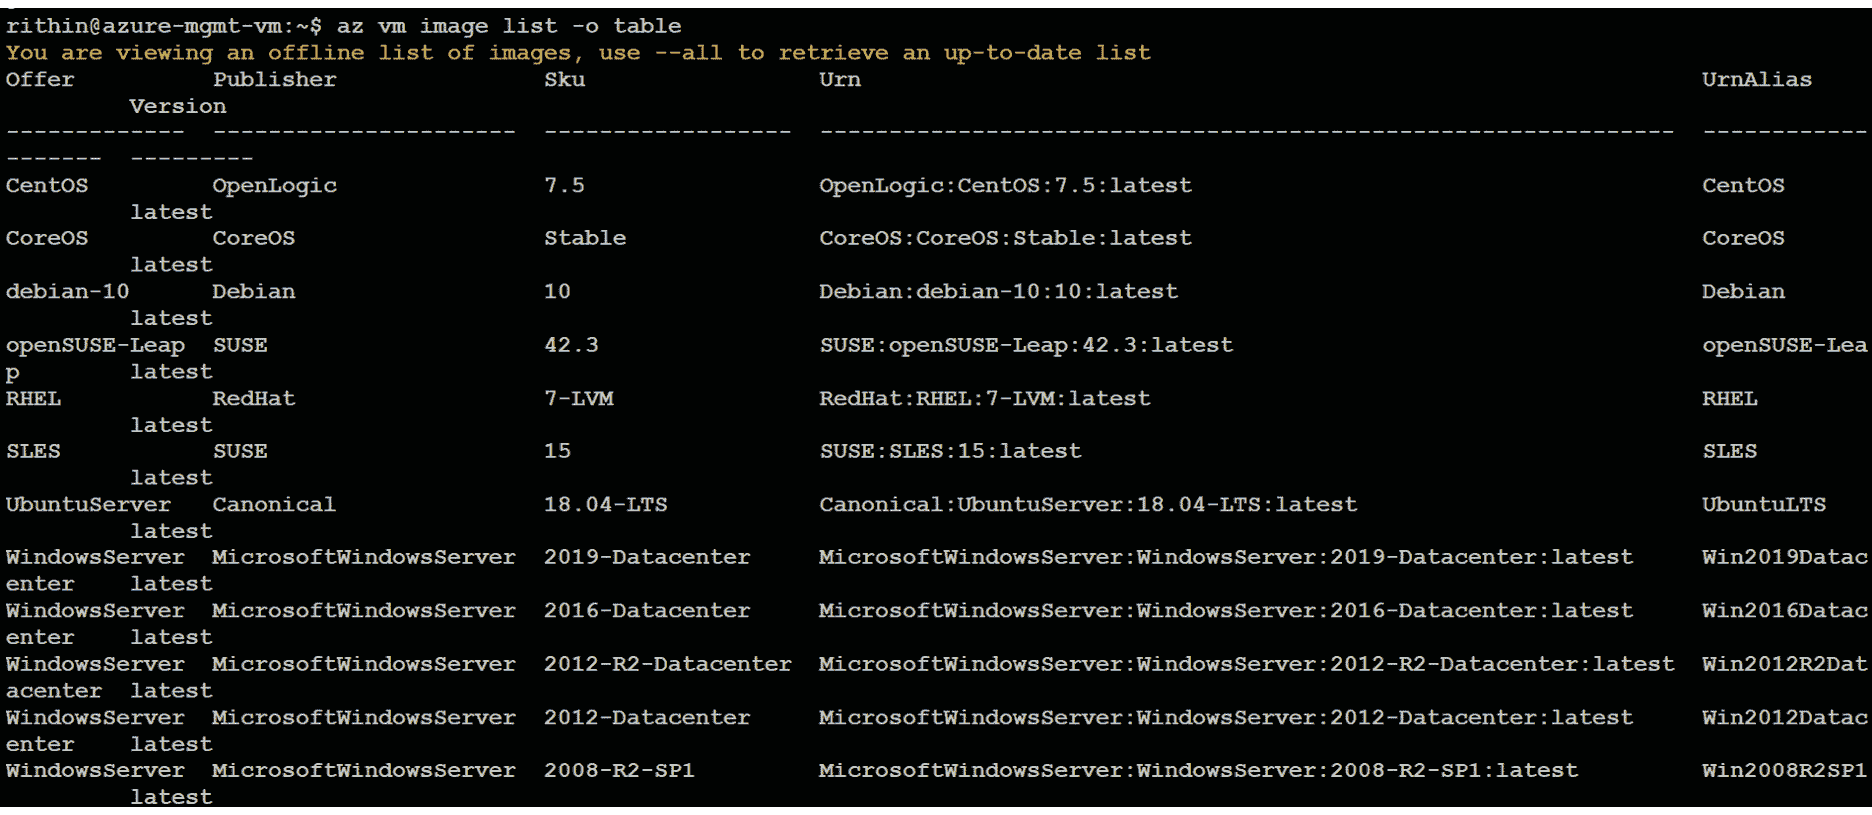 rithin@azure-mgmt-vm:~$ az vm image list -o table
You are viewing an offline list of images, use --all to retrieve an up-to-date list
Offer          Publisher               Sku                 Urn                                                             UrnAlias
         Version
-------------  ----------------------  ------------------  --------------------------------------------------------------  ------------
-------  ---------
CentOS         OpenLogic               7.5                 OpenLogic:CentOS:7.5:latest                                     CentOS
         latest
CoreOS         CoreOS                  Stable              CoreOS:CoreOS:Stable:latest                                     CoreOS
         latest
debian-10      Debian                  10                  Debian:debian-10:10:latest                                      Debian
         latest
openSUSE-Leap  SUSE                    42.3                SUSE:openSUSE-Leap:42.3:latest                                  openSUSE-Lea
p        latest
RHEL           RedHat                  7-LVM               RedHat:RHEL:7-LVM:latest                                        RHEL
         latest
SLES           SUSE                    15                  SUSE:SLES:15:latest                                             SLES
         latest
UbuntuServer   Canonical               18.04-LTS           Canonical:UbuntuServer:18.04-LTS:latest                         UbuntuLTS
         latest
WindowsServer  MicrosoftWindowsServer  2019-Datacenter     MicrosoftWindowsServer:WindowsServer:2019-Datacenter:latest     Win2019Datac
enter    latest
WindowsServer  MicrosoftWindowsServer  2016-Datacenter     MicrosoftWindowsServer:WindowsServer:2016-Datacenter:latest     Win2016Datac
enter    latest
WindowsServer  MicrosoftWindowsServer  2012-R2-Datacenter  MicrosoftWindowsServer:WindowsServer:2012-R2-Datacenter:latest  Win2012R2Dat
acenter  latest
WindowsServer  MicrosoftWindowsServer  2012-Datacenter     MicrosoftWindowsServer:WindowsServer:2012-Datacenter:latest     Win2012Datac
enter    latest
WindowsServer  MicrosoftWindowsServer  2008-R2-SP1         MicrosoftWindowsServer:WindowsServer:2008-R2-SP1:latest         Win2008R2SP1
         latest